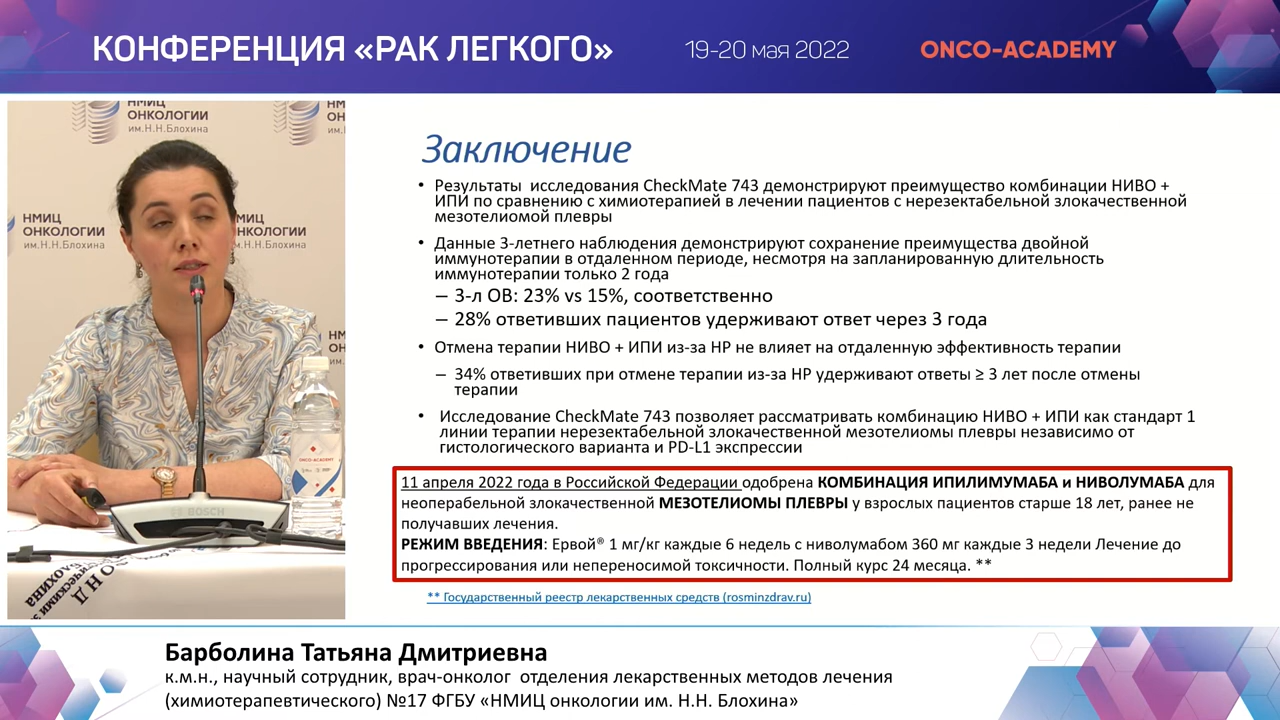 КОНФЕРЕНЦИЯ «РАК ЛЕГКОГО»
19-20 мая 2022
ONCO-ACADEMY
НМИЦ
ОНКОЛОГИИ
им.Н.Н.Блохина
НМИЦ
ОНКОЛОГИИ
им.Н.Н.Блохина
ОНКОЛОГИИ
им.Н.Н.Блохина
BOSCH
ONCO-ACADEMY
Заключение
• Результаты исследования CheckMate 743 демонстрируют преимущество комбинации НИВО +
ИПИ по сравнению с химиотерапией в лечении пациентов с нерезектабельной злокачественной
мезотелиомой плевры
• Данные 3-летнего наблюдения демонстрируют сохранение преимущества двойной
иммунотерапии в отдаленном периоде, несмотря на запланированную длительность
иммунотерапии только 2 года
– 3-л ОВ: 23% vs 15%, соответственно
– 28% ответивших пациентов удерживают ответ через 3 года
• Отмена терапии НИВО + ИПИ из-за НР не влияет на отдаленную эффективность терапии
– 34% ответивших при отмене терапии из-за НР удерживают ответы ≥ 3 лет после отмены
терапии
• Исследование CheckMate 743 позволяет рассматривать комбинацию НИВО + ИПИ как стандарт 1
линии терапии нерезектабельной злокачественной мезотелиомы плевры независимо от
гистологического варианта и PD-L1 экспрессии
11 апреля 2022 года в Российской Федерации одобрена КОМБИНАЦИЯ ИПИЛИМУМАБА и НИВОЛУМАБА для
неоперабельной злокачественной МЕЗОТЕЛИОМЫ ПЛЕВРЫ у взрослых пациентов старше 18 лет, ранее не
получавших лечения.
РЕЖИМ ВВЕДЕНИЯ: Ервой® 1 мг/кг каждые 6 недель с ниволумабом 360 мг каждые 3 недели Лечение до
прогрессирования или непереносимой токсичности. Полный курс 24 месяца. **
** Государственный реестр лекарственных средств (rosminzdrav.ru)
Барболина Татьяна Дмитриевна
к.м.н., научный сотрудник, врач-онколог отделения лекарственных методов лечения
(химиотерапевтического) №17 ФГБУ «НМИЦ онкологии им. Н.Н. Блохина»